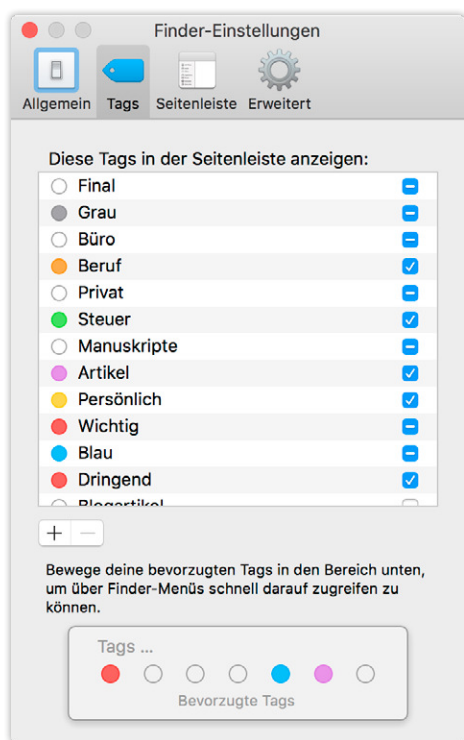 Finder-Einstellungen
Allgemein Tags Seitenleiste Erweitert
Diese Tags in der Seitenleiste anzeigen:
Final
Grau
Büro
Beruf
Privat
Steuer
Manuskripte
Artikel
Persönlich
Wichtig
Blau
Dringend
Blogartikel
Bewege deine bevorzugten Tags in den Bereich unten,
um über Finder-Menüs schnell darauf zugreifen zu
können.
Tags ...
Bevorzugte Tags